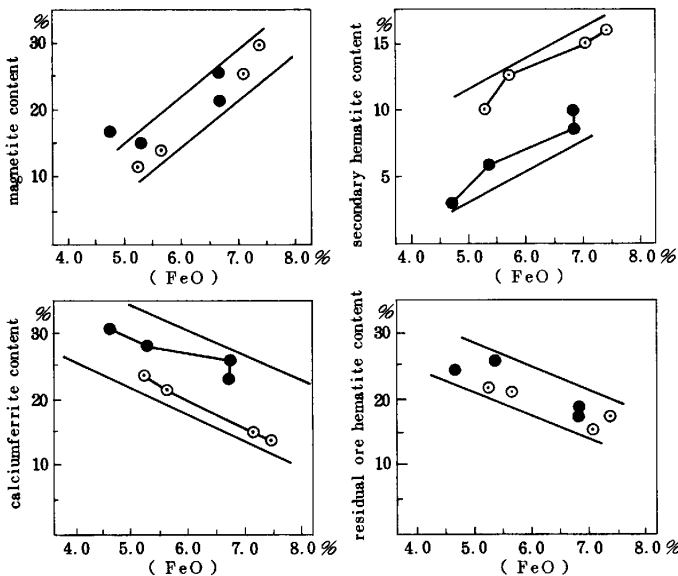 %
30
20
10
magnetite content
4.0 5.0 6.0 7.0 8.0 %
( FeO )
%
15
10
5
secondary hematite content
4.0 5.0 6.0 7.0 8.0 %
( FeO )
%
30
20
10
calciumferrite content
4.0 5.0 6.0 7.0 8.0 %
( FeO )
%
30
20
10
residual ore hematite content
4.0 5.0 6.0 7.0 8.0 %
( FeO )